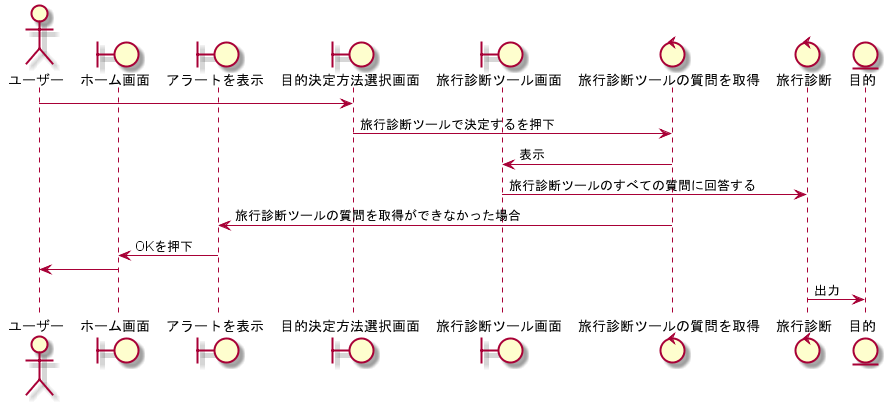 ユーザー ホーム画面 アラートを表示 目的決定方法選択画面 旅行診断ツール画面 旅行診断ツールの質問を取得 旅行診断 目的
旅行診断ツールで決定するを押下
表示
旅行診断ツールのすべての質問に回答する
旅行診断ツールの質問を取得ができなかった場合
OKを押下
出力
ユーザー ホーム画面 アラートを表示 目的決定方法選択画面 旅行診断ツール画面 旅行診断ツールの質問を取得 旅行診断 目的